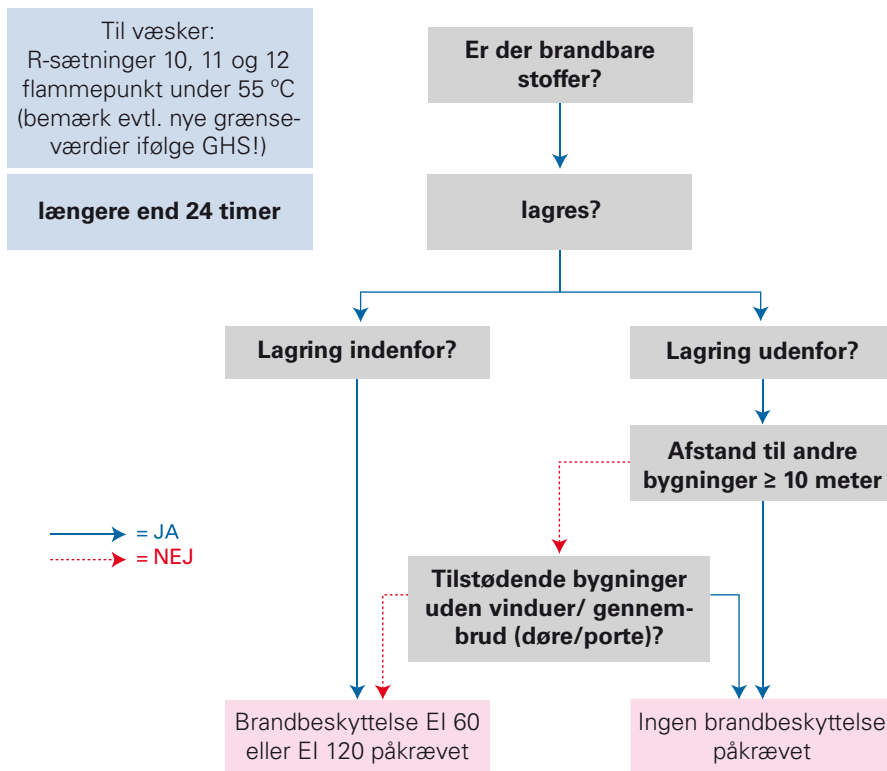 Til væsker:
R-sætninger 10, 11 og 12
flammepunkt under 55 ºC
(bemærk evtl. nye grænse-
værdier ifølge GHS!)
længere end 24 timer
Er der brandbare
stoffer?
lagres?
Lagring indenfor?
Lagring udenfor?
Afstand til andre
bygninger ≥ 10 meter
= JA
= NEJ
Tilstødende bygninger
uden vinduer/ gennem-
brud (døre/porte)?
Brandbeskyttelse EI 60
eller EI 120 påkrævet
Ingen brandbeskyttelse
påkrævet